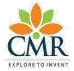 CMR
EXPLORE TO INVENT